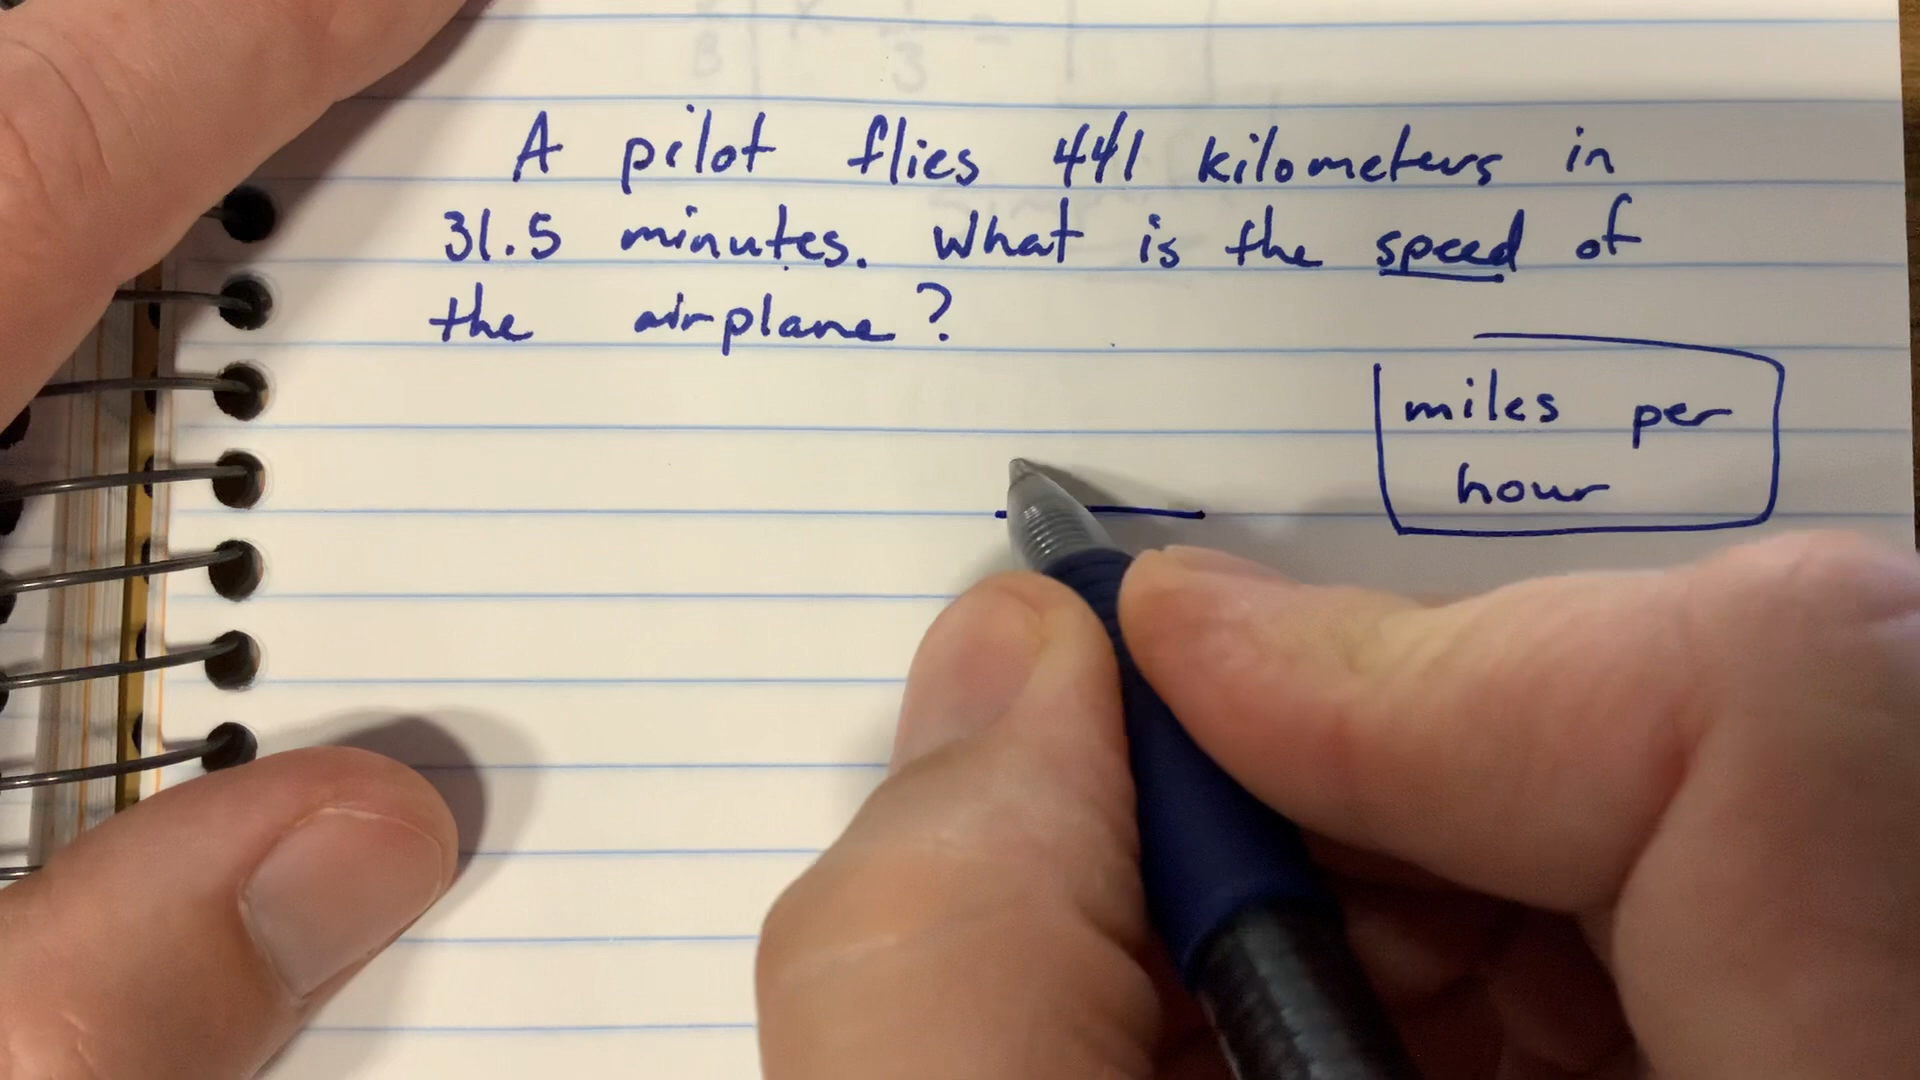 A pilot flies 441 kilometers in
31.5 minutes. What is the speed of
the airplane?
miles per
hour